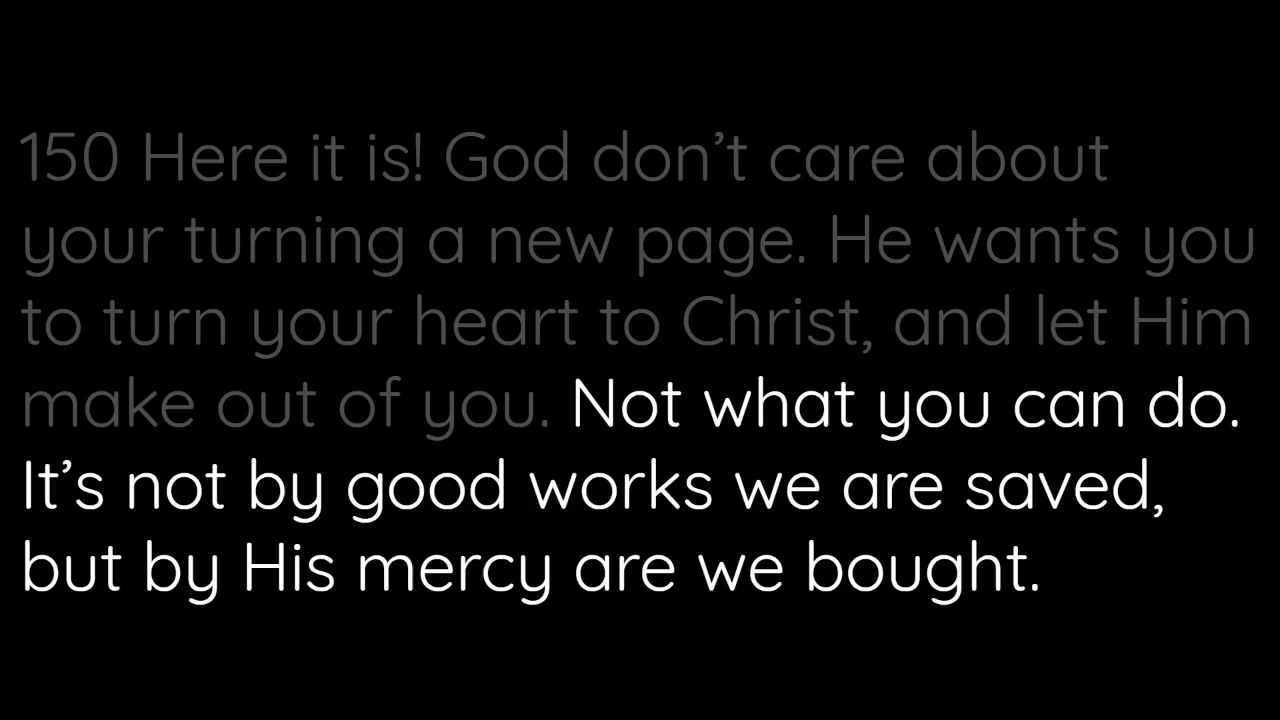 150 Here it is! God don’t care about
your turning a new page. He wants you
to turn your heart to Christ, and let Him
make out of you. Not what you can do.
It’s not by good works we are saved,
but by His mercy are we bought.